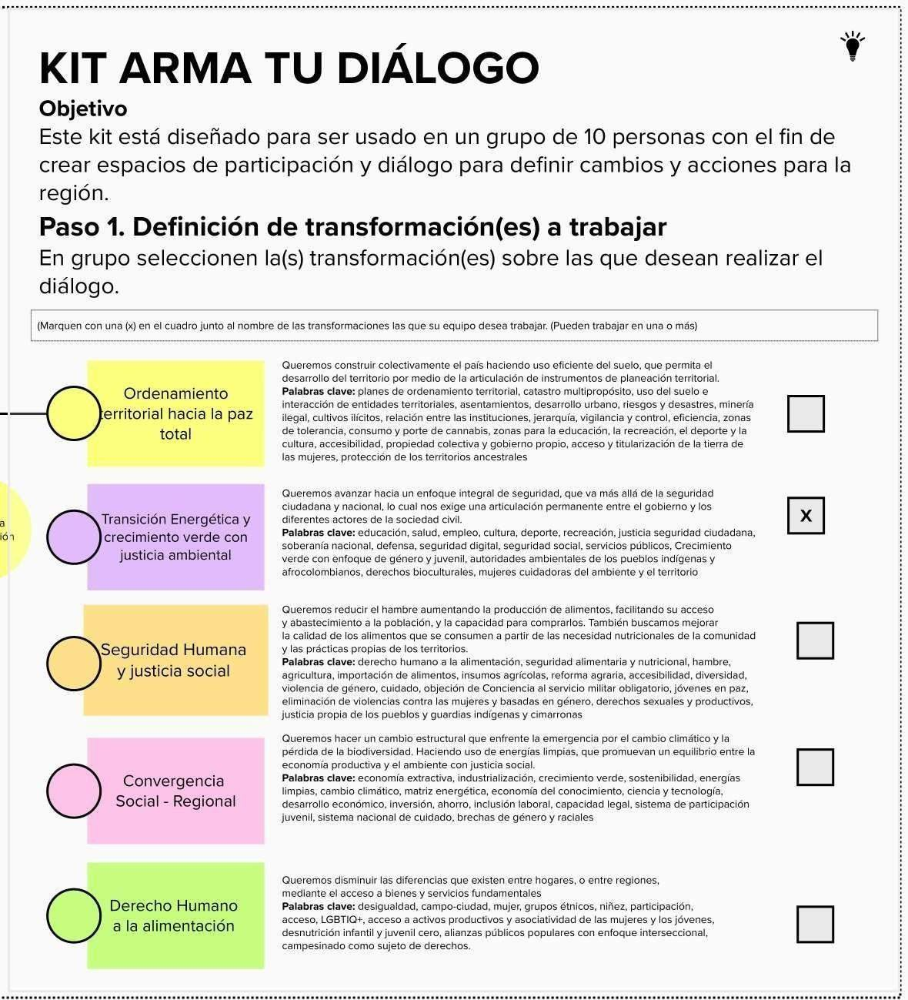 KIT ARMA TU DIÁLOGO
Objetivo
Este kit está diseñado para ser usado en un grupo de 10 personas con el fin de
crear espacios de participación y diálogo para definir cambios y acciones para la
región.
Paso 1. Definición de transformación(es) a trabajar
En grupo seleccionen la(s) transformación(es) sobre las que desean realizar el
diálogo.
(Marquen con una (x) en el cuadro junto al nombre de las transformaciones las que su equipo desea trabajar. (Pueden trabajar en una o más)
Ordenamiento
territorial hacia la paz
total
Queremos construir colectivamente el país haciendo uso eficiente del suelo, que permita el
desarrollo del territorio por medio de la articulación de instrumentos de planeación territorial.
Palabras clave: planes de ordenamiento territorial, catastro multipropósito, uso del suelo e
interacción de entidades territoriales, asentamientos, desarrollo urbano, riesgos y desastres, minería
ilegal, cultivos ilícitos, relación entre las instituciones, jerarquía, vigilancia y control, eficiencia, zonas
de tolerancia, consumo y porte de cannabis, zonas para la educación, la recreación, el deporte y la
cultura, accesibilidad, propiedad colectiva y gobierno propio, acceso y titularización de la tierra de
las mujeres, protección de los territorios ancestrales
Transición Energética y
crecimiento verde con
justicia ambiental
Queremos avanzar hacia un enfoque integral de seguridad, que va más allá de la seguridad
ciudadana y nacional, lo cual nos exige una articulación permanente entre el gobierno y los
diferentes actores de la sociedad civil.
Palabras clave: educación, salud, empleo, cultura, deporte, recreación, justicia seguridad ciudadana,
soberanía nacional, defensa, seguridad digital, seguridad social, servicios públicos, Crecimiento
verde con enfoque de género y juvenil, autoridades ambientales de los pueblos indígenas y
afrocolombianos, derechos bioculturales, mujeres cuidadoras del ambiente y el territorio
X
Seguridad Humana
y justicia social
Queremos reducir el hambre aumentando la producción de alimentos, facilitando su acceso
y abastecimiento a la población, y la capacidad para comprarlos. También buscamos mejorar
la calidad de los alimentos que se consumen a partir de las necesidad nutricionales de la comunidad
y las prácticas propias de los territorios.
Palabras clave: derecho humano a la alimentación, seguridad alimentaria y nutricional, hambre,
agricultura, importación de alimentos, insumos agrícolas, reforma agraria, accesibilidad, diversidad,
violencia de género, cuidado, objeción de Conciencia al servicio militar obligatorio, jóvenes en paz,
eliminación de violencias contra las mujeres y basadas en género, derechos sexuales y productivos,
justicia propia de los pueblos y guardias indígenas y cimarronas
Convergencia
Social - Regional
Queremos hacer un cambio estructural que enfrente la emergencia por el cambio climático y la
pérdida de la biodiversidad. Haciendo uso de energías limpias, que promuevan un equilibrio entre la
economía productiva y el ambiente con justicia social.
Palabras clave: economía extractiva, industrialización, crecimiento verde, sostenibilidad, energías
limpias, cambio climático, matriz energética, economía del conocimiento, ciencia y tecnología,
desarrollo económico, inversión, ahorro, inclusión laboral, capacidad legal, sistema de participación
juvenil, sistema nacional de cuidado, brechas de género y raciales
Derecho Humano
a la alimentación
Queremos disminuir las diferencias que existen entre hogares, o entre regiones,
mediante el acceso a bienes y servicios fundamentales
Palabras clave: desigualdad, campo-ciudad, mujer, grupos étnicos, niñez, participación,
acceso, LGBTIQ+, acceso a activos productivos y asociatividad de las mujeres y los jóvenes,
desnutrición infantil y juvenil cero, alianzas públicos populares con enfoque interseccional,
campesinado como sujeto de derechos.